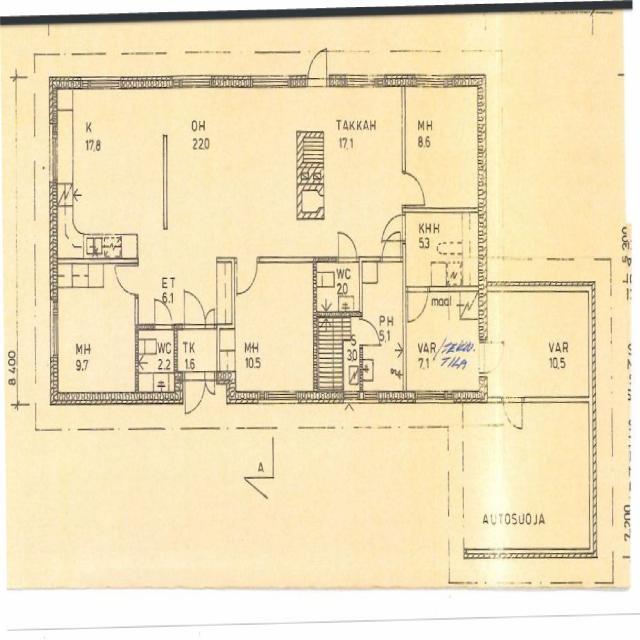 K
17,8
OH
22,0
TAKKAH
17,1
MH
8,6
KHH
5,3
ET
6,1
WC
2,0
maal
PH
5,1
MH
9,7
WC
2,2
TK
1,6
MH
10,5
S
3,0
VAR /TEKN.
7,1 TILA
VAR
10,5
8 400
A
AUTOSUOJA
7,200